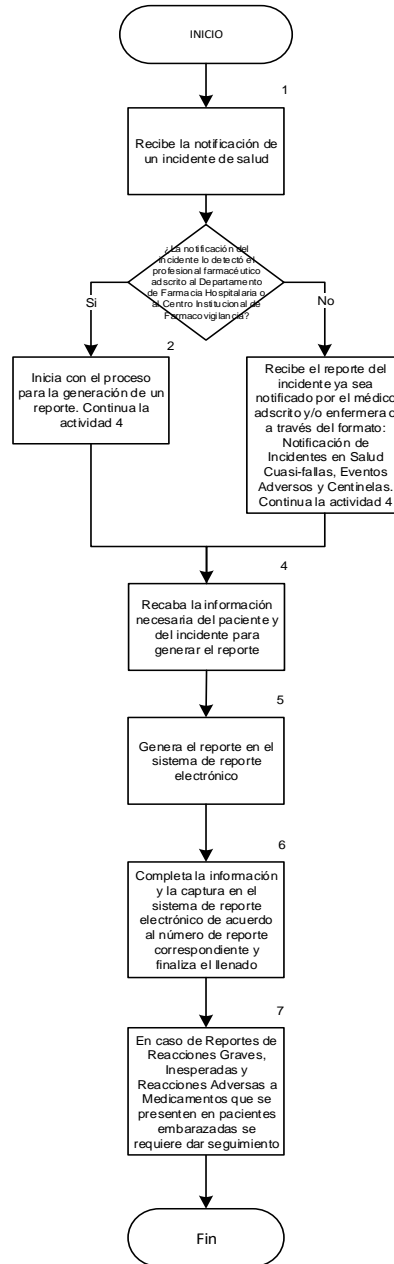 INICIO
1
Recibe la notificación de
un incidente de salud
¿La notificación del
incidente lo detectó el
profesional farmacéutico
adscrito al Departamento
de Farmacia Hospitalaria o
al Centro Institucional de
Farmacovigilancia?
Si
No
2
Inicia con el proceso
para la generación de un
reporte. Continua la
actividad 4
Recibe el reporte del
incidente ya sea
notificado por el médico
adscrito y/o enfermera o
a través del formato:
Notificación de
Incidentes en Salud
Cuasi-fallas, Eventos
Adversos y Centinelas.
Continua la actividad 4
4
Recaba la información
necesaria del paciente y
del incidente para
generar el reporte
5
Genera el reporte en el
sistema de reporte
electrónico
6
Completa la información
y la captura en el
sistema de reporte
electrónico de acuerdo
al número de reporte
correspondiente y
finaliza el llenado
7
En caso de Reportes de
Reacciones Graves,
Inesperadas y
Reacciones Adversas a
Medicamentos que se
presenten en pacientes
embarazadas se
requiere dar seguimiento
Fin